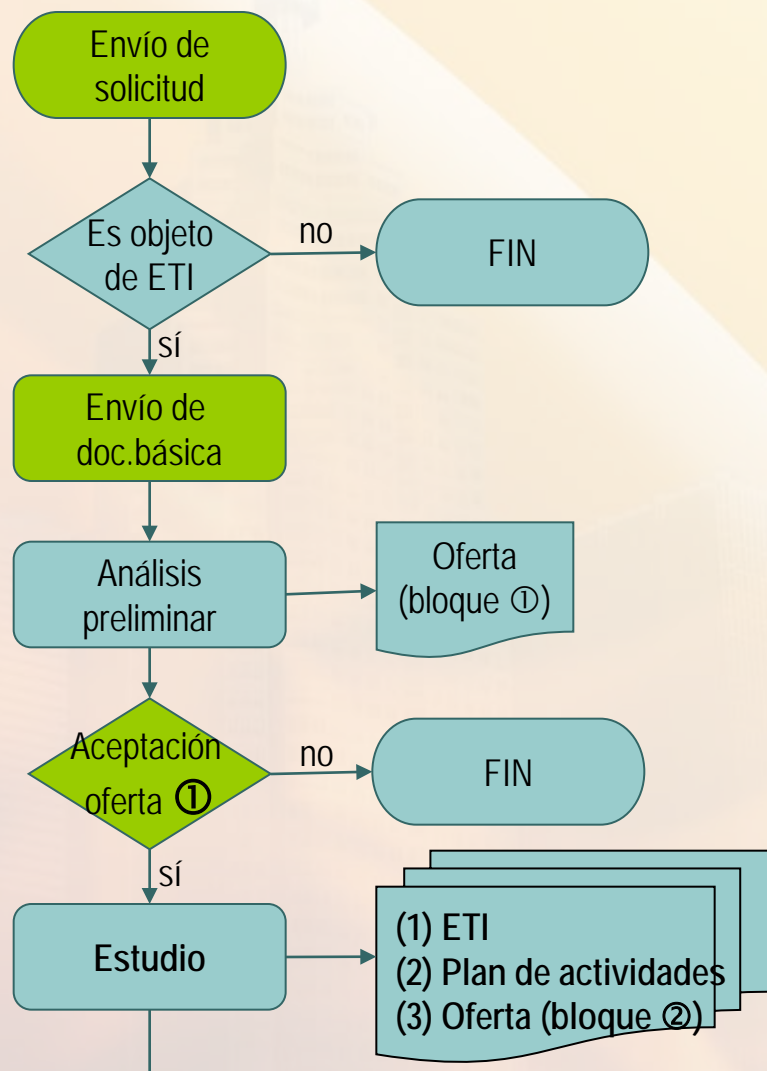 Envío de
solicitud
Es objeto
de ETI
no
FIN
sí
Envío de
doc.básica
Análisis
preliminar
Oferta
(bloque ①)
Aceptación
oferta ①
no
FIN
sí
Estudio
(1) ETI
(2) Plan de actividades
(3) Oferta (bloque ②)